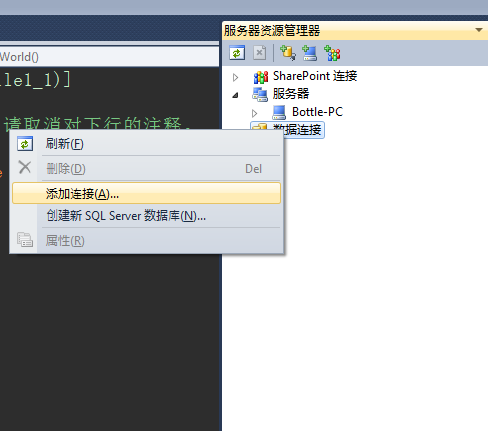 服务器资源管理器
World()
le1_1)]
请取消对下行的注释。
SharePoint 连接
服务器
Bottle-PC
数据连接
刷新(F)
删除(D) Del
添加连接(A)...
创建新 SQL Server 数据库(N)...
属性(R)
e